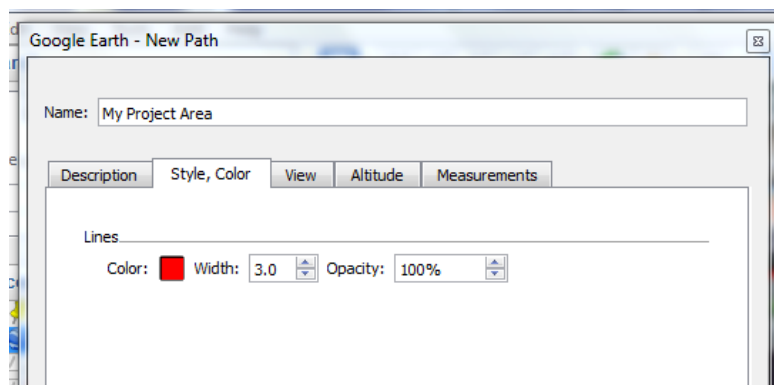 Google Earth - New Path
Name: My Project Area
Description Style, Color View Altitude Measurements
Lines
Color: Width: 3.0 Opacity: 100%